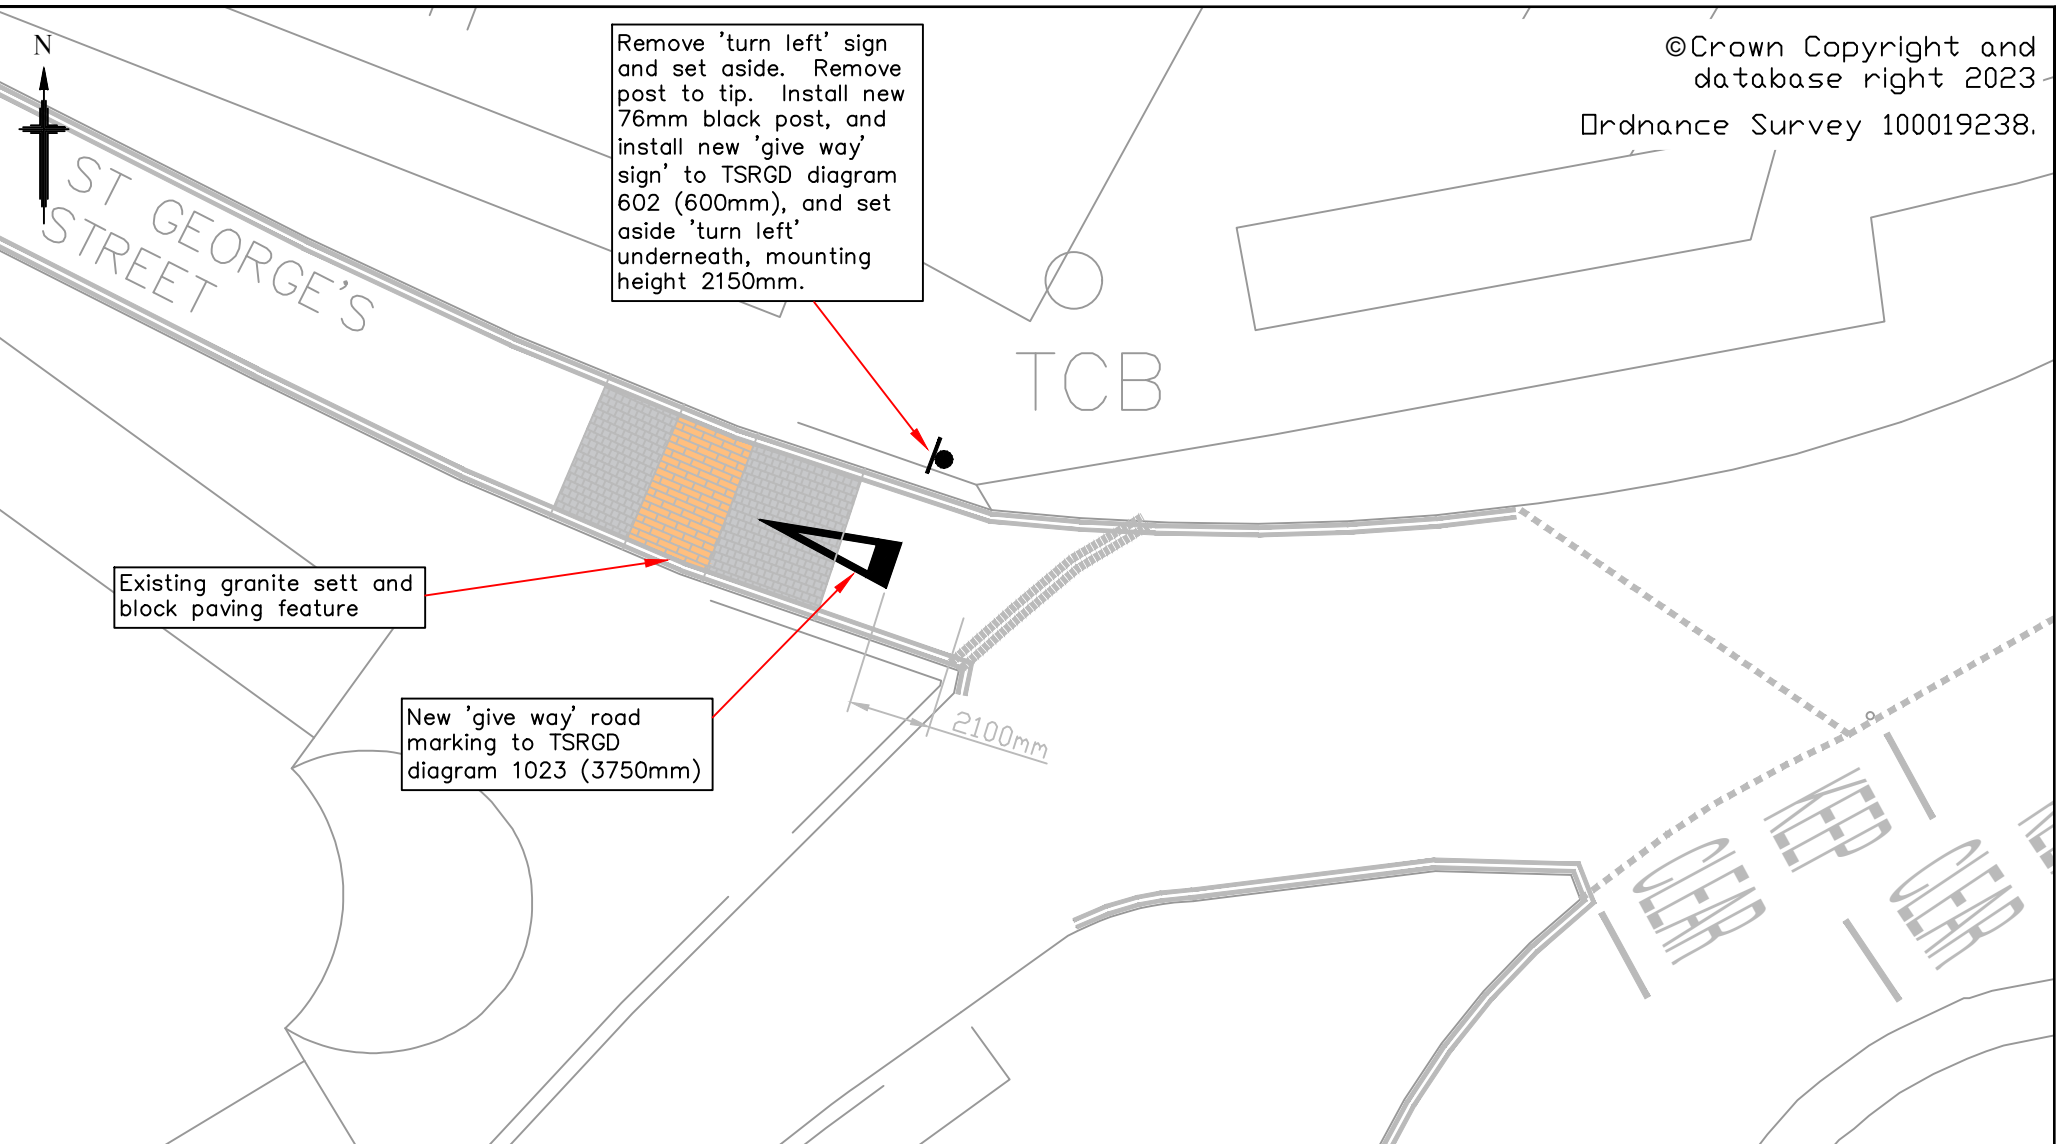 N
©Crown Copyright and
database right 2023
Ordnance Survey 100019238.
Remove 'turn left' sign
and set aside. Remove
post to tip. Install new
76mm black post, and
install new 'give way'
sign' to TSRGD diagram
602 (600mm), and set
aside 'turn left'
underneath, mounting
height 2150mm.
ST GEORGE'S
STREET
TCB
Existing granite sett and
block paving feature
New 'give way' road
marking to TSRGD
diagram 1023 (3750mm)
2100mm
KEEP
CLEAR
CLEAR